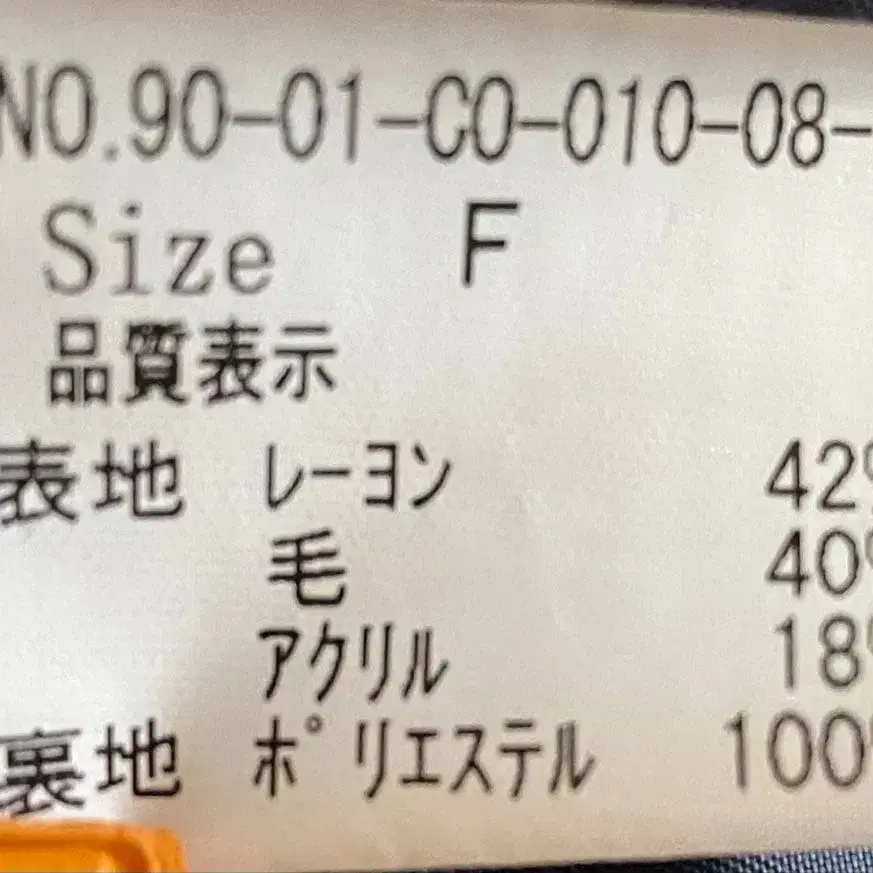 NO.90-01-CO-010-08-
Size F
品質表示
表地 レーヨン 42%
毛 40%
アクリル 18%
裏地 ポリエステル 100%